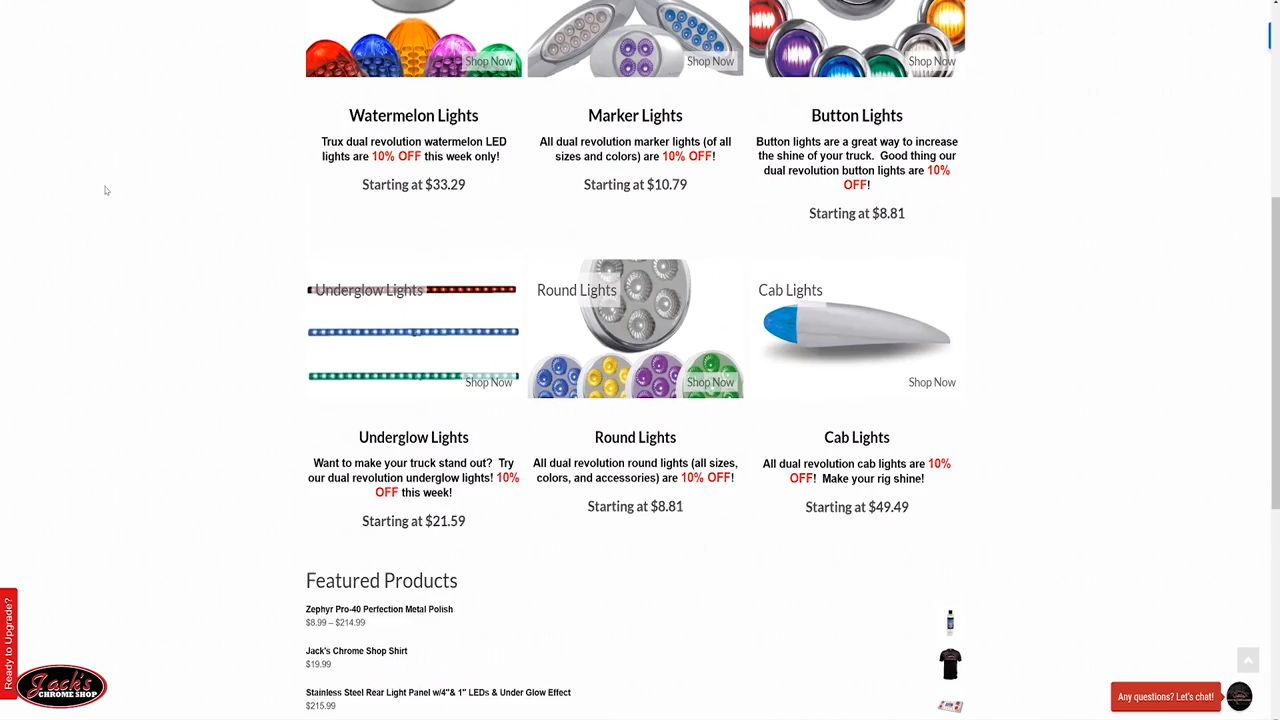 Shop Now
Shop Now
Shop Now
Watermelon Lights
Trux dual revolution watermelon LED
lights are 10% OFF this week only!
Starting at $33.29
Marker Lights
All dual revolution marker lights (of all
sizes and colors) are 10% OFF!
Starting at $10.79
Button Lights
Button lights are a great way to increase
the shine of your truck. Good thing our
dual revolution button lights are 10%
OFF!
Starting at $8.81
Underglow Lights
Shop Now
Round Lights
Shop Now
Cab Lights
Shop Now
Underglow Lights
Want to make your truck stand out? Try
our dual revolution underglow lights! 10%
OFF this week!
Starting at $21.59
Round Lights
All dual revolution round lights (all sizes,
colors, and accessories) are 10% OFF!
Starting at $8.81
Cab Lights
All dual revolution cab lights are 10%
OFF! Make your rig shine!
Starting at $49.49
Featured Products
Zephyr Pro-40 Perfection Metal Polish
$8.99 – $214.99
Jack's Chrome Shop Shirt
$19.99
Stainless Steel Rear Light Panel w/4"& 1" LEDs & Under Glow Effect
$215.99
Ready to Upgrade?
Jack's
CHROME SHOP
Any questions? Let's chat!